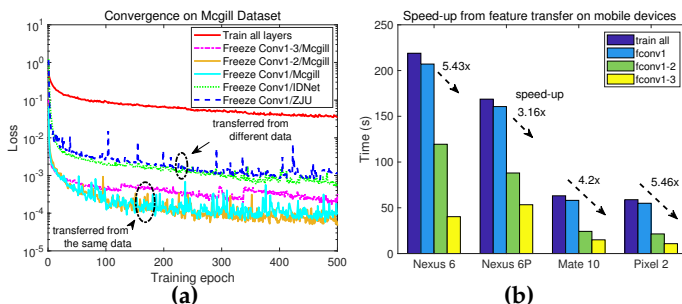 Convergence on Mcgill Dataset
10^2
10^1
10^0
10^-1
10^-2
10^-3
10^-4
10^-5
Loss
Train all layers
Freeze Conv1-3/Mcgill
Freeze Conv1-2/Mcgill
Freeze Conv1/Mcgill
Freeze Conv1/IDNet
Freeze Conv1/ZJU
transferred from
different data
transferred from
the same data
0 100 200 300 400 500
Training epoch
(a)
Speed-up from feature transfer on mobile devices
250
200
150
100
50
0
Time (s)
train all
fconv1
fconv1-2
fconv1-3
5.43x
speed-up
3.16x
4.2x
5.46x
Nexus 6 Nexus 6P Mate 10 Pixel 2
(b)